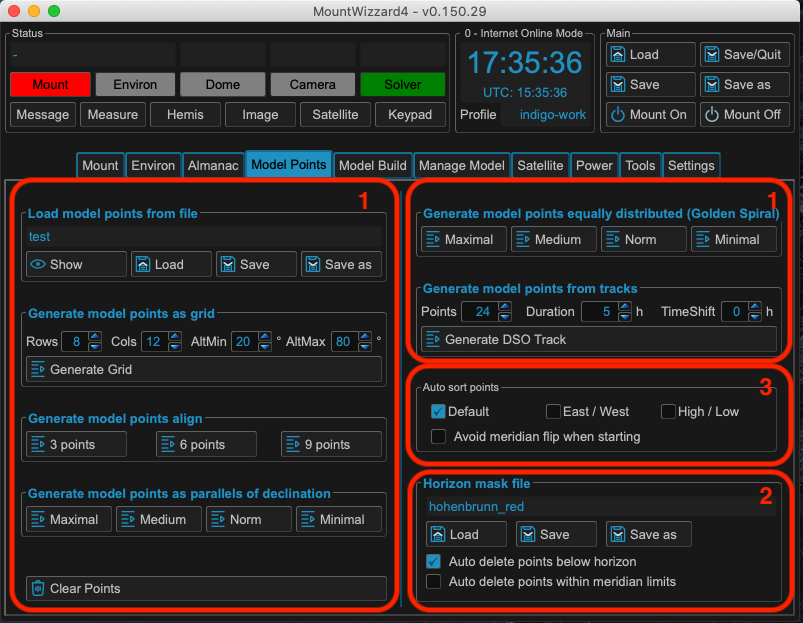 MountWizzard4 - v0.150.29
Status
-
Mount Environ Dome Camera Solver
Message Measure Hemis Image Satellite Keypad
0 - Internet Online Mode
17:35:36
UTC: 15:35:36
Profile indigo-work
Main
Load Save/Quit
Save Save as
Mount On Mount Off
Mount Environ Almanac Model Points Model Build Manage Model Satellite Power Tools Settings
1
Load model points from file
test
Show Load Save Save as
Generate model points as grid
Rows 8 Cols 12 AltMin 20 ° AltMax 80 °
Generate Grid
Generate model points align
3 points 6 points 9 points
Generate model points as parallels of declination
Maximal Medium Norm Minimal
Clear Points
1
Generate model points equally distributed (Golden Spiral)
Maximal Medium Norm Minimal
Generate model points from tracks
Points 24 Duration 5 h TimeShift 0 h
Generate DSO Track
Auto sort points 3
Default East / West High / Low
Avoid meridian flip when starting
Horizon mask file 2
hohenbrunn_red
Load Save Save as
Auto delete points below horizon
Auto delete points within meridian limits